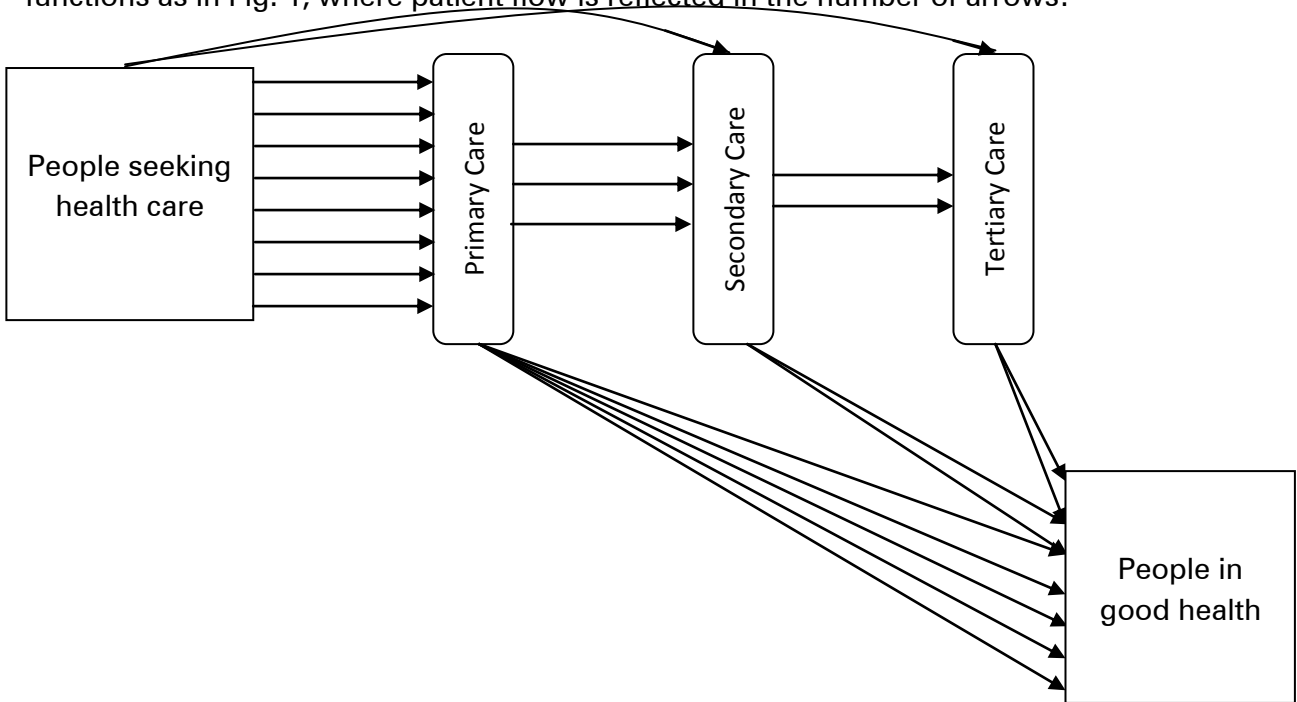 functions as in Fig. 1, where patient flow is reflected in the number of arrows:
People seeking
health care
Primary Care
Secondary Care
Tertiary Care
People in
good health